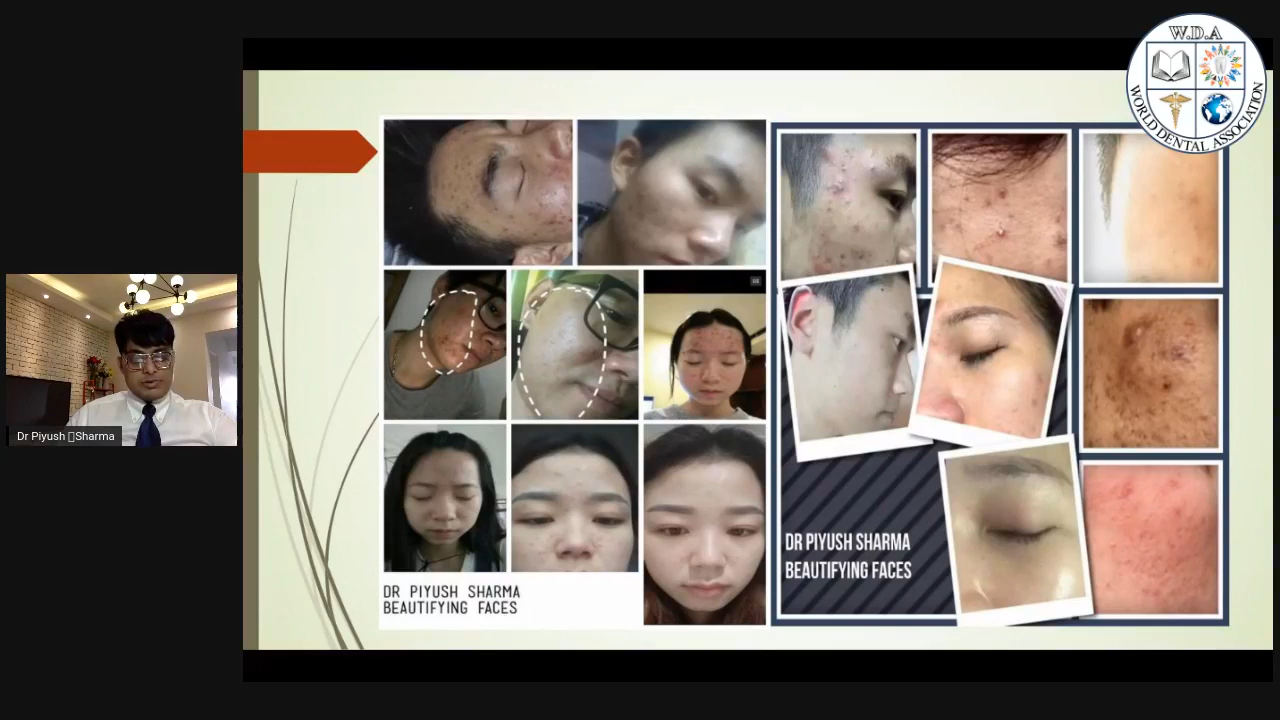 W.D.A
WORLD DENTAL ASSOCIATION
Dr Piyush Sharma
DR PIYUSH SHARMA
BEAUTIFYING FACES
DR PIYUSH SHARMA
BEAUTIFYING FACES